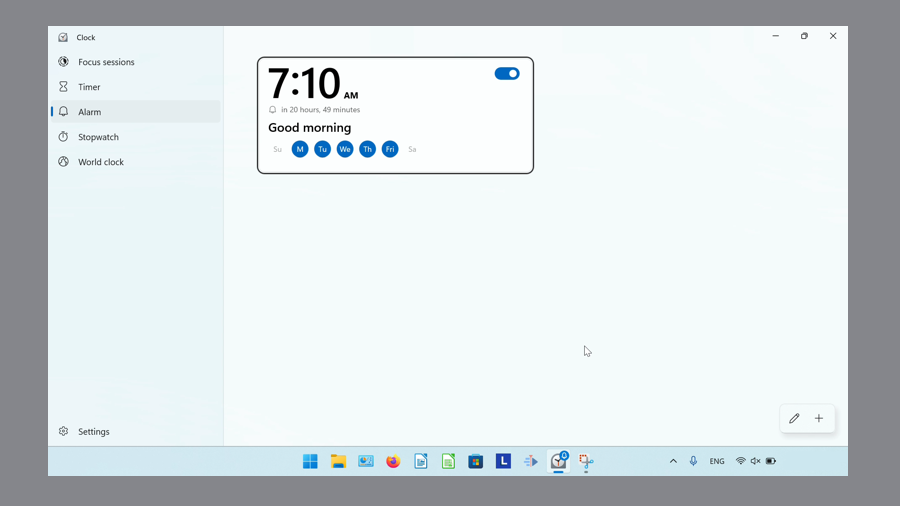 Clock
Focus sessions
Timer
Alarm
Stopwatch
World clock
Settings
7:10 AM
in 20 hours, 49 minutes
Good morning
Su M Tu We Th Fri Sa
L
ENG